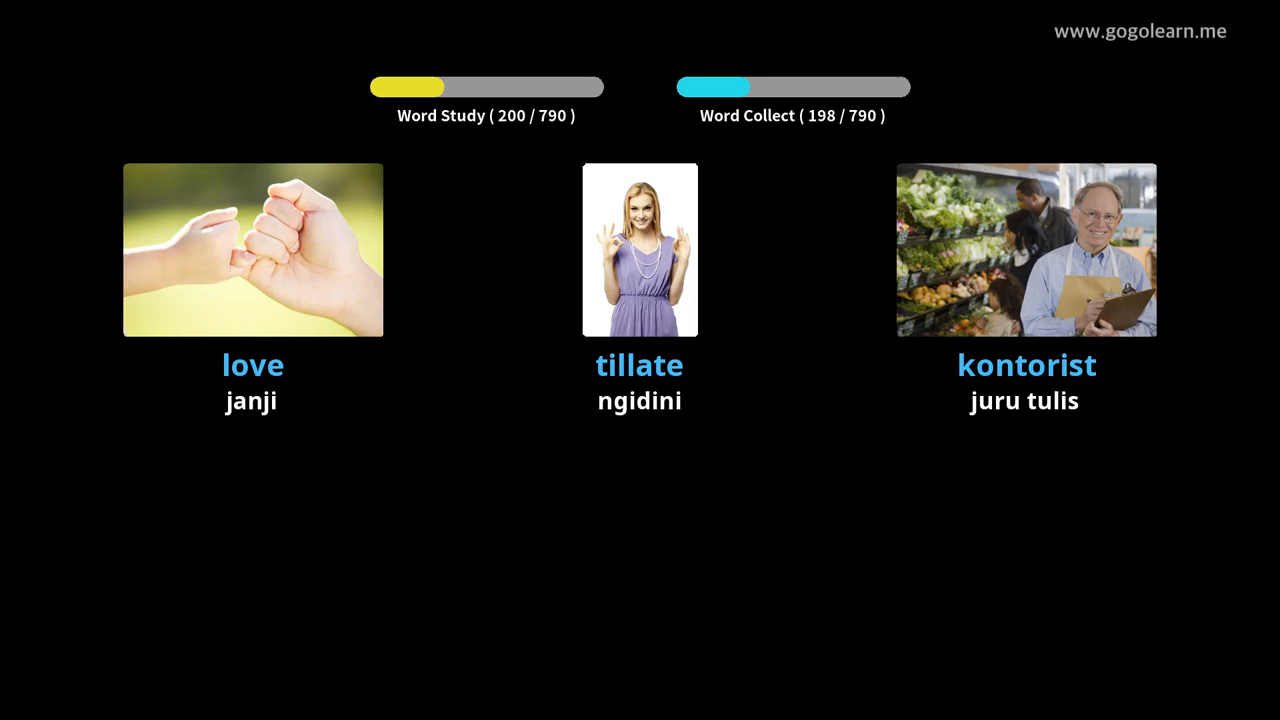 www.gogolearn.me
Word Study ( 200 / 790 )
Word Collect ( 198 / 790 )
love
janji
tillate
ngidini
kontorist
juru tulis